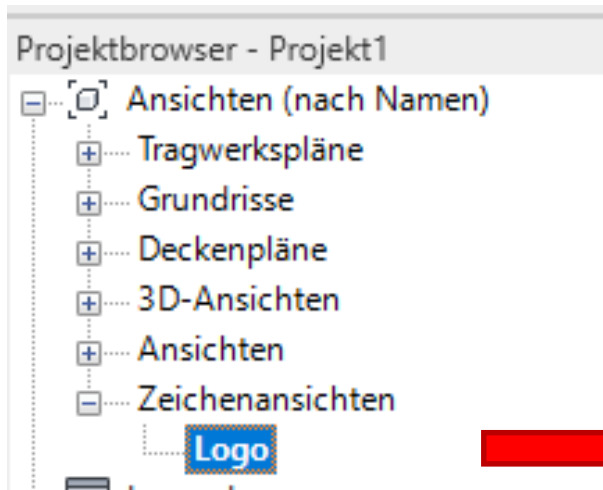 Projektbrowser - Projekt1
Ansichten (nach Namen)
Tragwerkspläne
Grundrisse
Deckenpläne
3D-Ansichten
Ansichten
Zeichenansichten
Logo